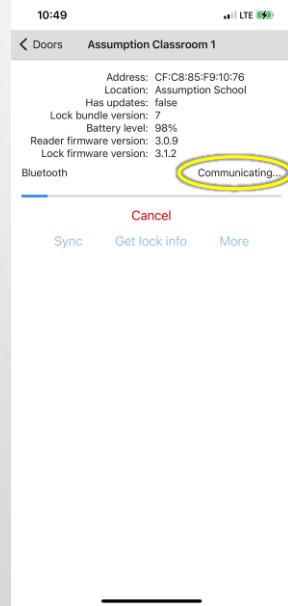 10:49 LTE
Doors Assumption Classroom 1
Address: CF:C8:85:F9:10:76
Location: Assumption School
Has updates: false
Lock bundle version: 7
Battery level: 98%
Reader firmware version: 3.0.9
Lock firmware version: 3.1.2
Bluetooth Communicating...
Cancel
Sync Get lock info More